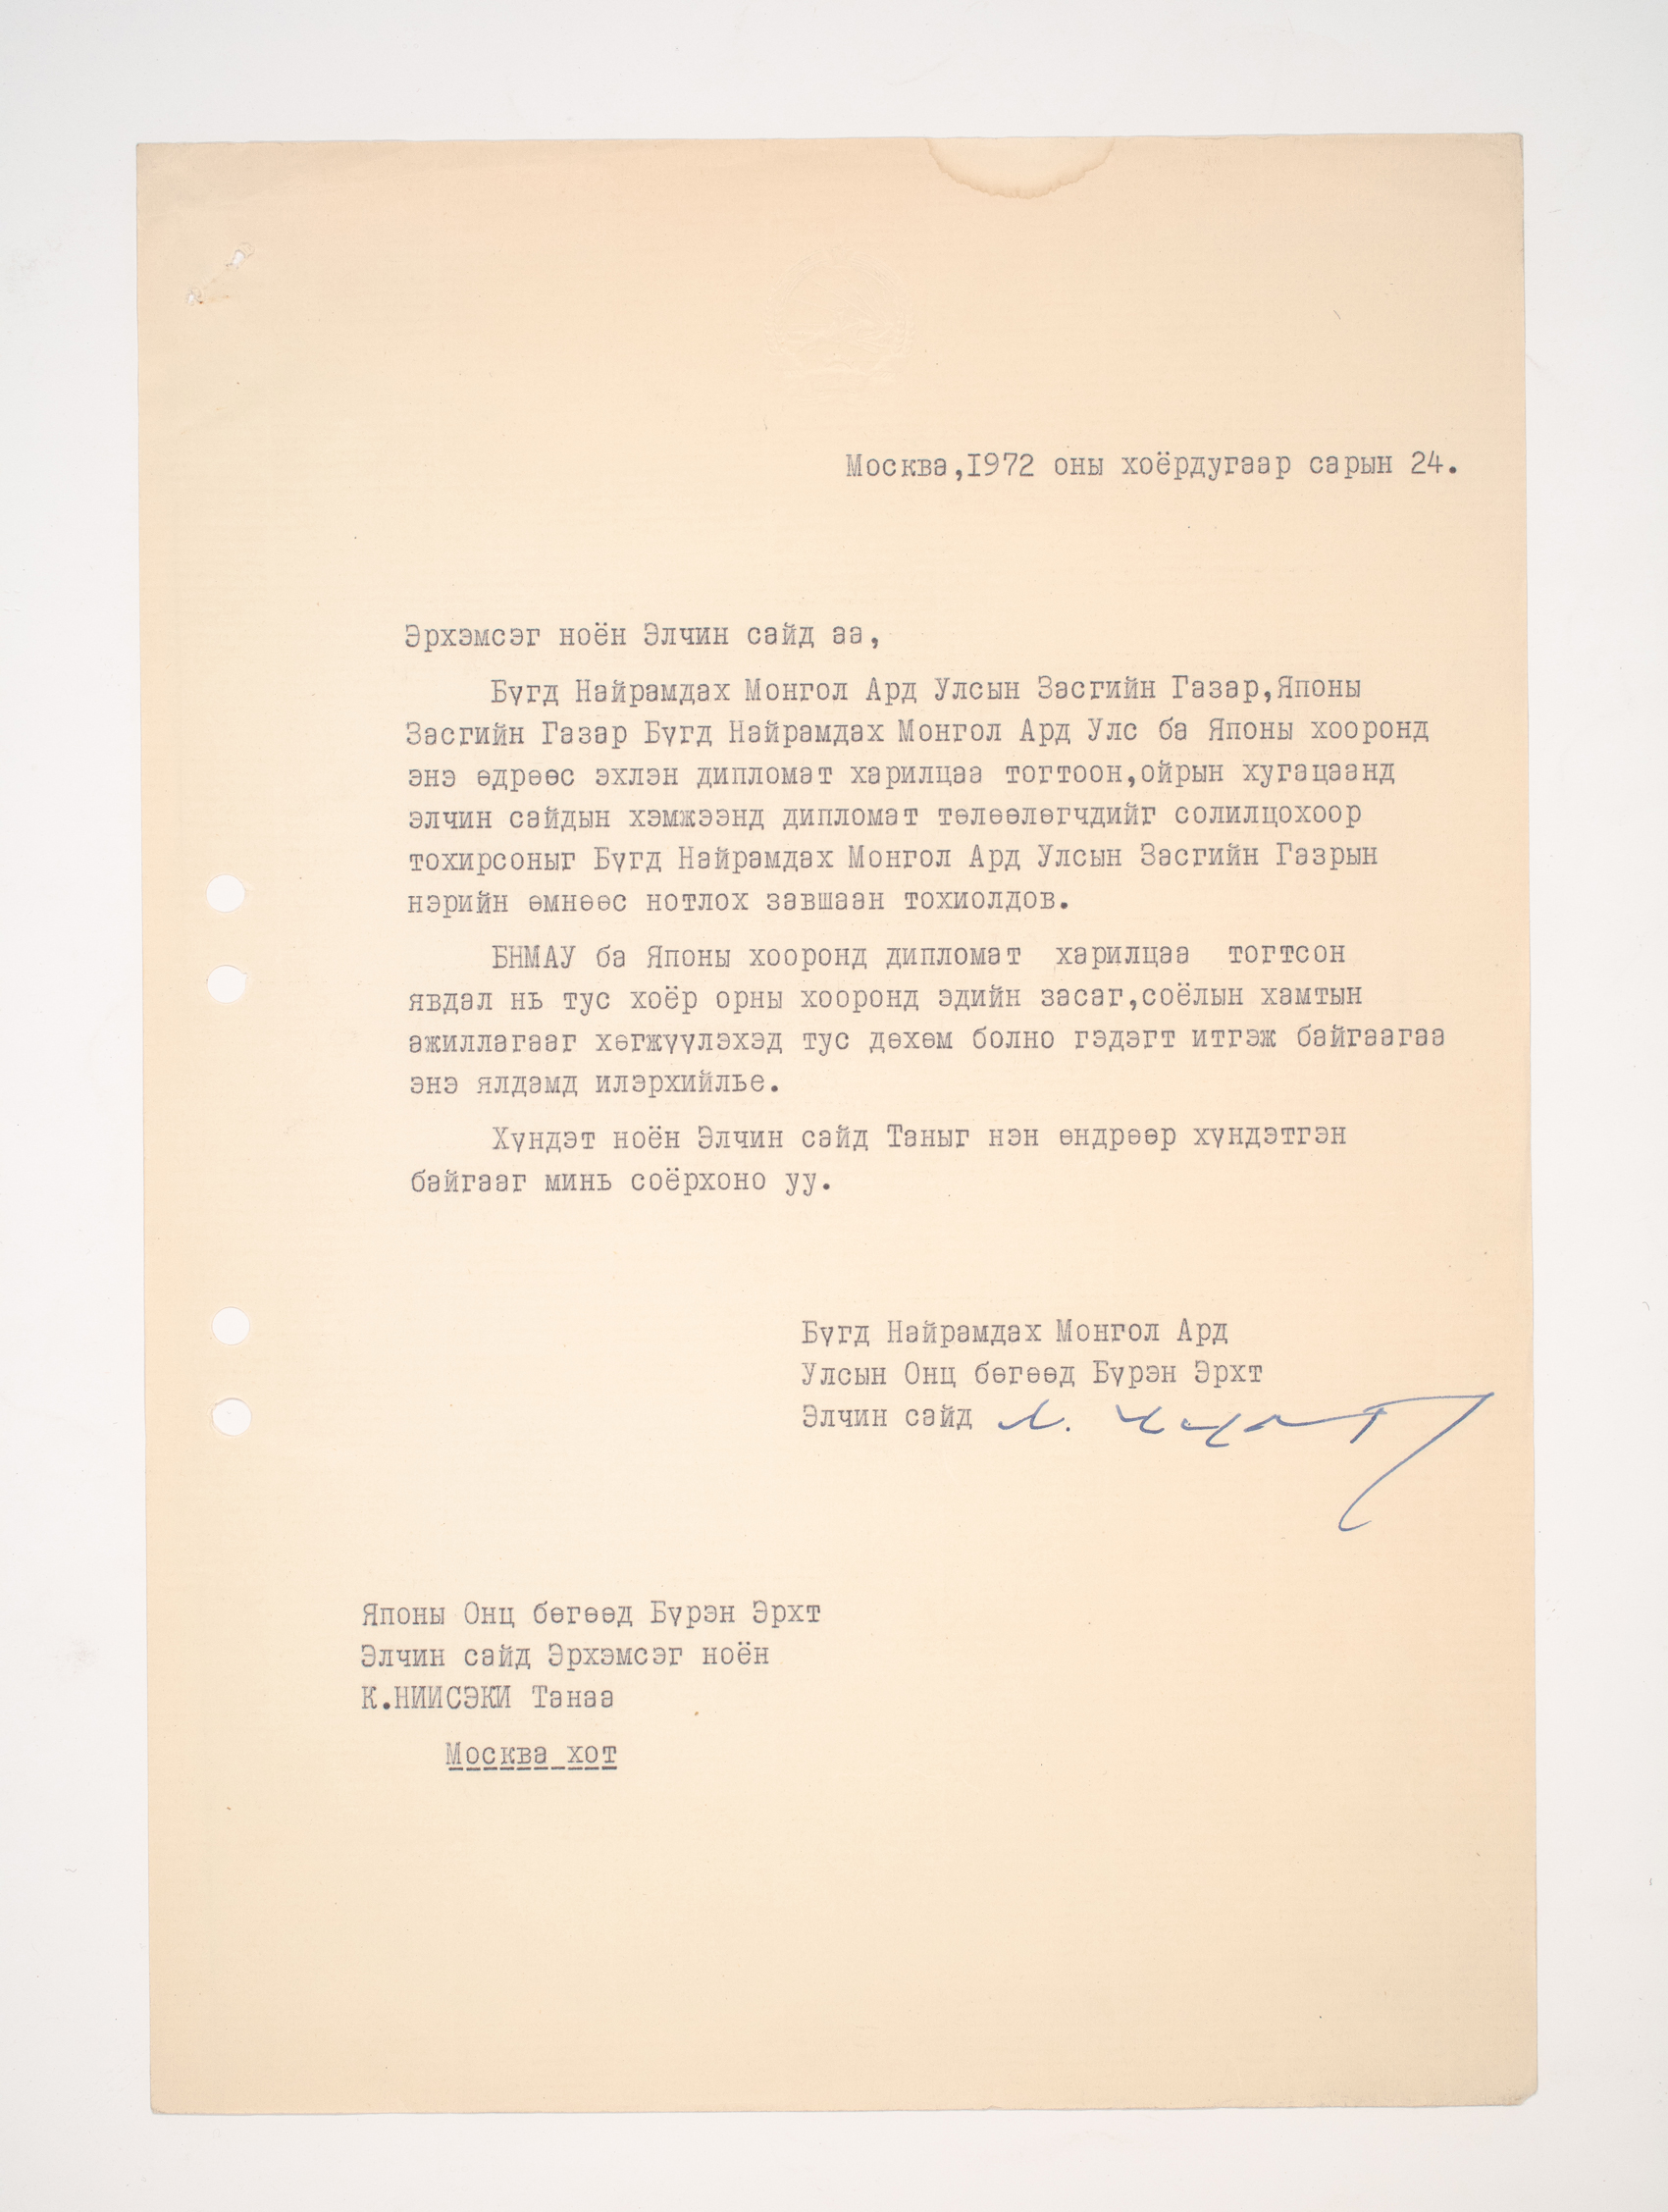 Москва,I972 оны хоёрдугаар сарын 24.
Эрхэмсэг ноён Элчин сайд аа,
Бүгд Найрамдах Монгол Ард Улсын Засгийн Газар,Японы
Засгийн Газар Бүгд Найрамдах Монгол Ард Улс ба Японы хооронд
энэ өдрөөс эхлэн дипломат харилцаа тогтоон,ойрын хугацаанд
элчин сайдын хэмжээнд дипломат төлөөлөгчдийг солилцохоор
тохирсоныг Бүгд Найрамдах Монгол Ард Улсын Засгийн Газрын
нэрийн өмнөөс нотлох завшаан тохиолдов.
БНМАУ ба Японы хооронд дипломат харилцаа тогтсон
явдал нь тус хоёр орны хооронд эдийн засаг,соёлын хамтын
ажиллагааг хөгжүүлэхэд тус дөхөм болно гэдэгт итгэж байгаагаа
энэ ялдамд илэрхийлье.
Хүндэт ноён Элчин сайд Таныг нэн өндрөөр хүндэтгэн
байгааг минь соёрхоно уу.
Бүгд Найрамдах Монгол Ард
Улсын Онц бөгөөд Бүрэн Эрхт
Элчин сайд
Японы Онц бөгөөд Бүрэн Эрхт
Элчин сайд Эрхэмсэг ноён
К.НИИСЭКИ Танаа
Москва хот